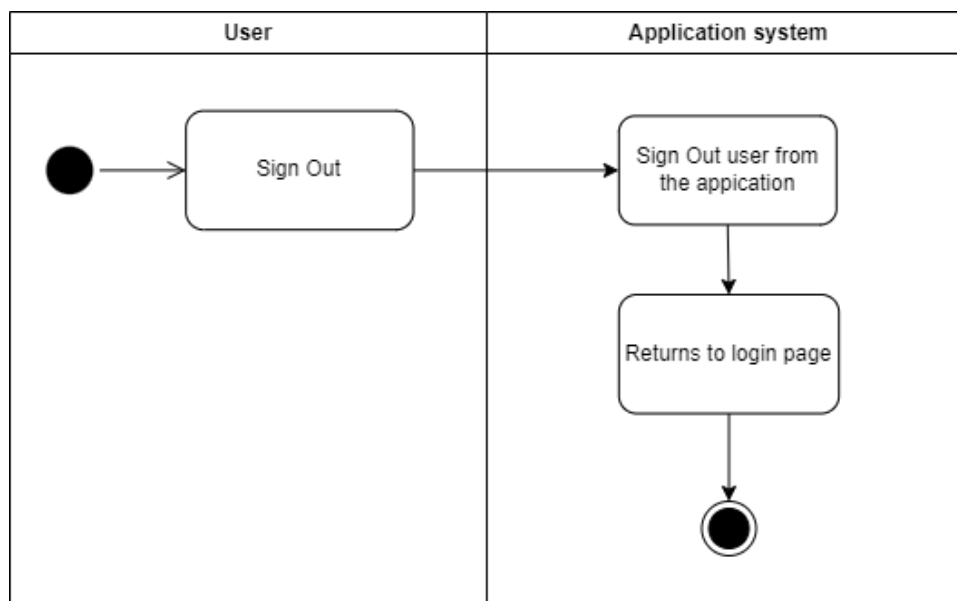 User
Application system
Sign Out
Sign Out user from
the appication
Returns to login page